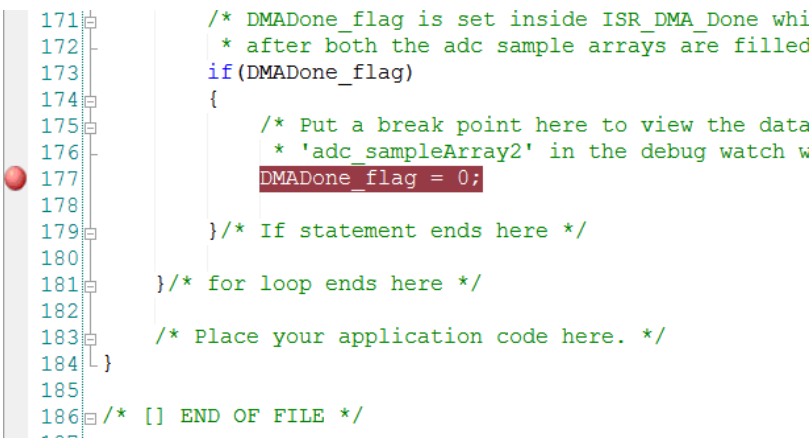 171 /* DMADone_flag is set inside ISR_DMA_Done whi
172 * after both the adc sample arrays are filled
173 if(DMADone_flag)
174 {
175 /* Put a break point here to view the data
176 * 'adc_sampleArray2' in the debug watch w
177 DMADone_flag = 0;
178
179 }/* If statement ends here */
180
181 }/* for loop ends here */
182
183 /* Place your application code here. */
184 }
185
186 /* [] END OF FILE */